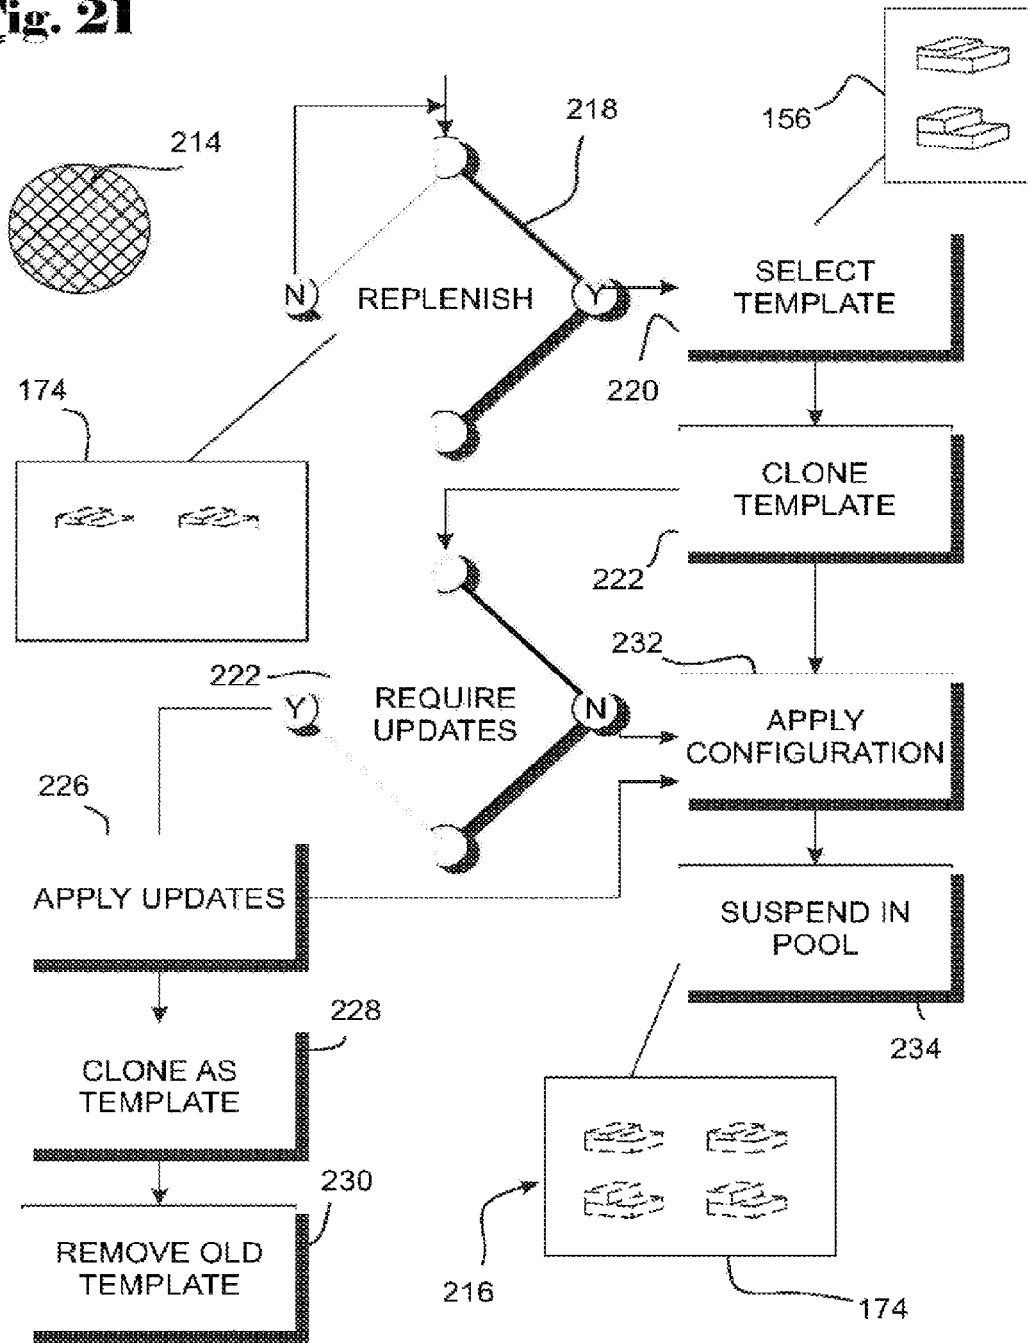 Fig. 21
214
218
156
N
REPLENISH
Y
SELECT
TEMPLATE
220
174
CLONE
TEMPLATE
222
232
222
Y
REQUIRE
UPDATES
N
APPLY
CONFIGURATION
226
APPLY UPDATES
SUSPEND IN
POOL
228
234
CLONE AS
TEMPLATE
230
REMOVE OLD
TEMPLATE
216
174